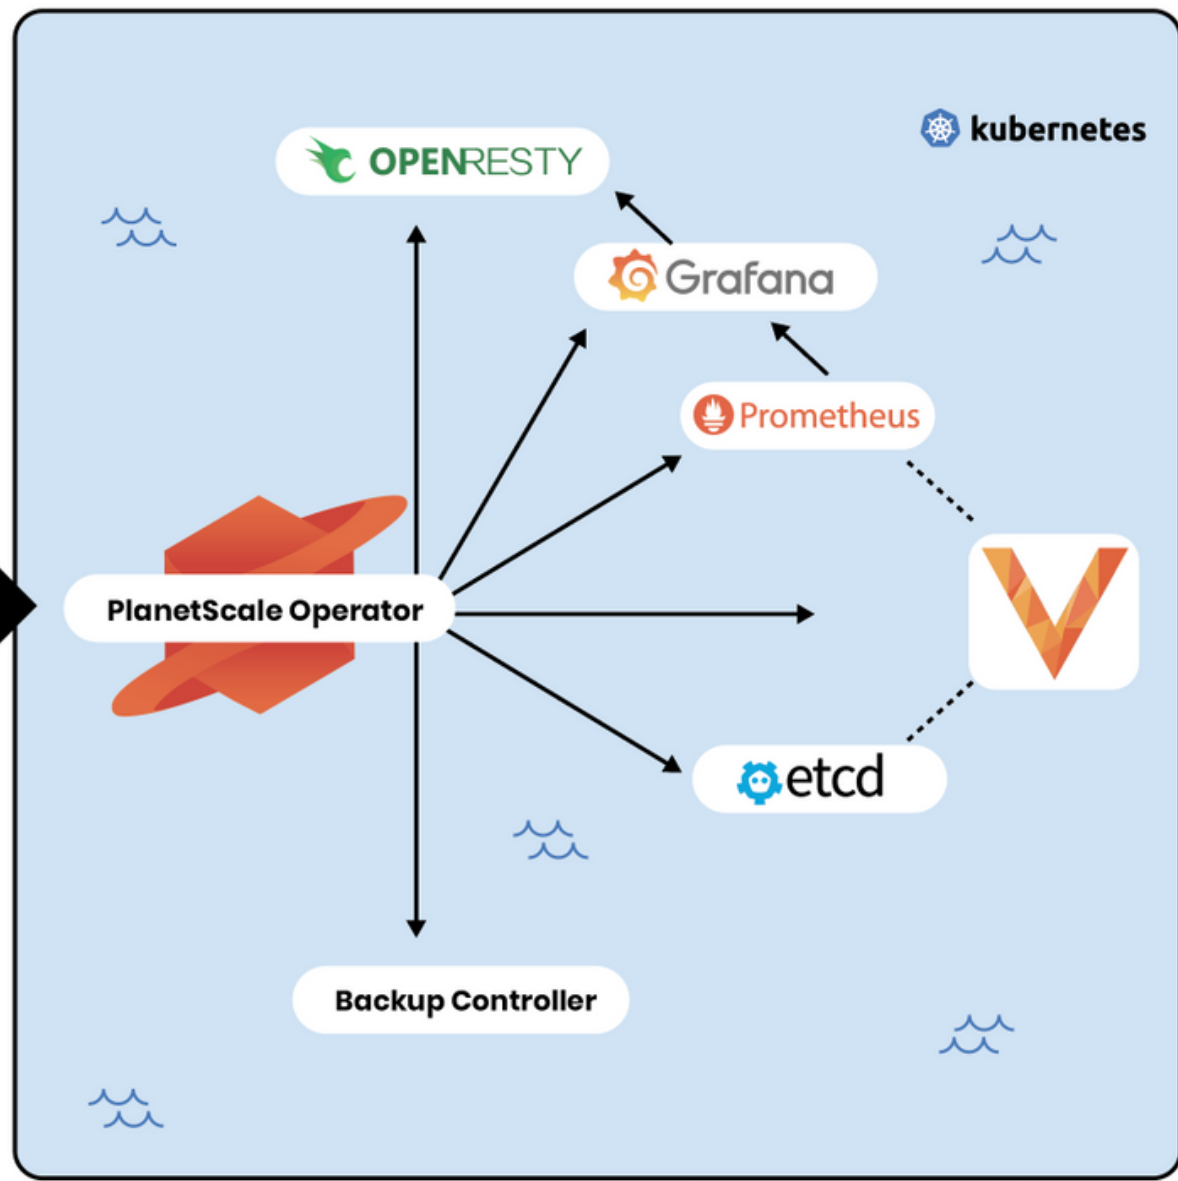 kubernetes
OPENRESTY
Grafana
Prometheus
PlanetScale Operator
etcd
Backup Controller